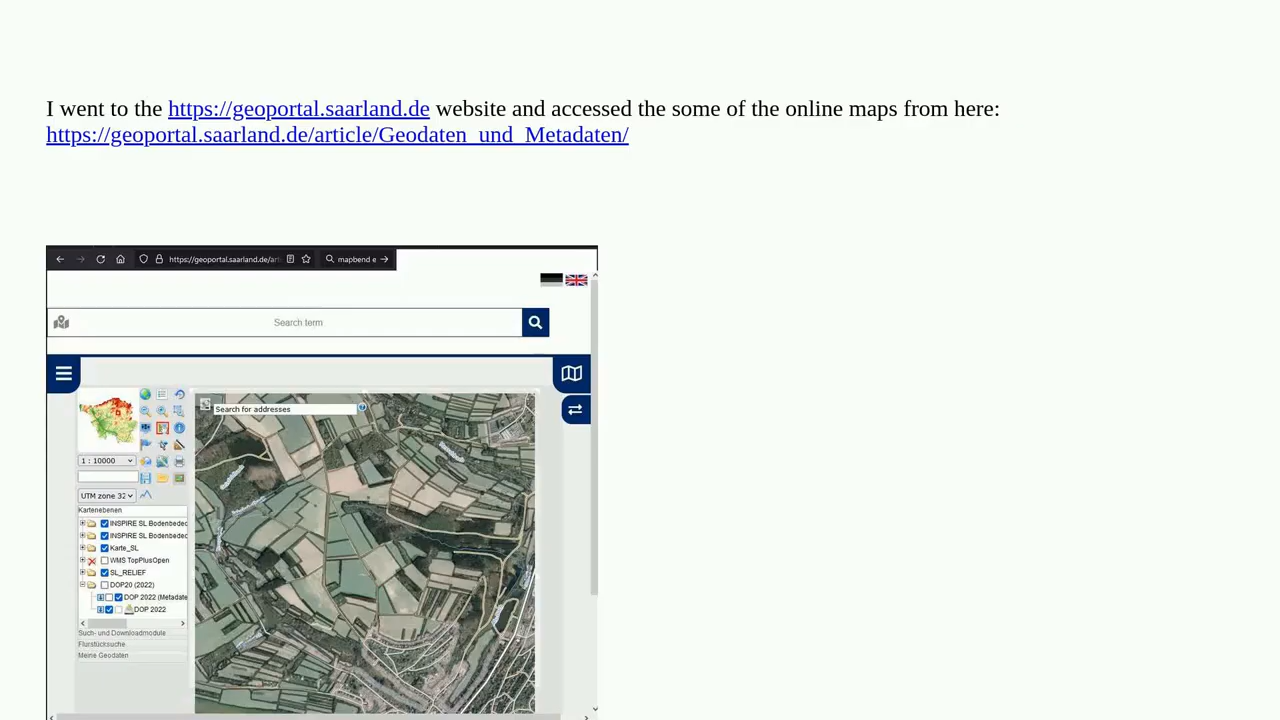 I went to the https://geoportal.saarland.de website and accessed the some of the online maps from here:
https://geoportal.saarland.de/article/Geodaten_und_Metadaten/
https://geoportal.saarland.de/arti
mapbend e
Search term
Search for addresses
1 : 10000
UTM zone 32
Kartenebenen
INSPIRE SL Bodenbedec
INSPIRE SL Bodenbedec
Karte_SL
WMS TopPlusOpen
SL_RELIEF
DOP20 (2022)
DOP 2022 (Metadate
DOP 2022
Such- und Downloadmodule
Flurstücksuche
Meine Geodaten